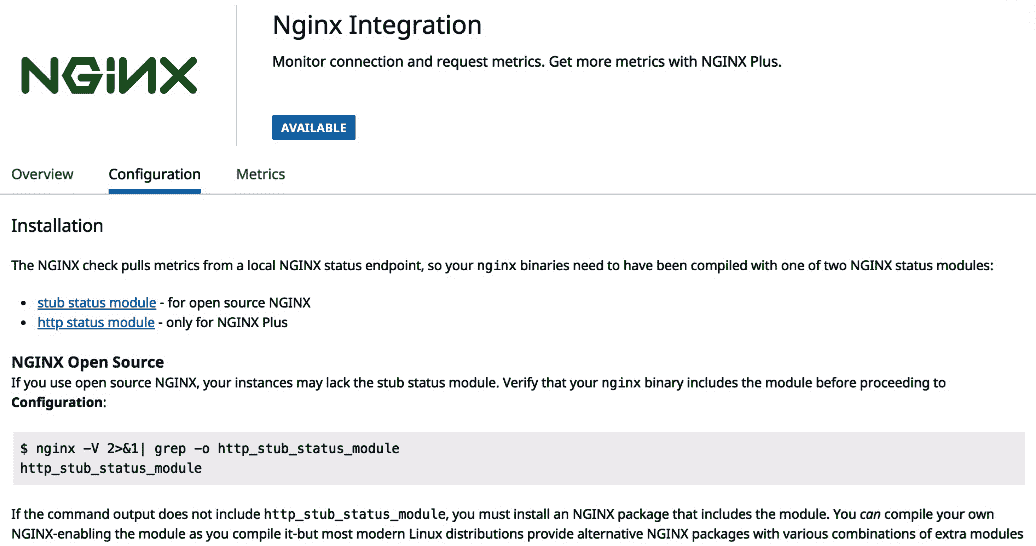 Nginx Integration
NGiNX
Monitor connection and request metrics. Get more metrics with NGINX Plus.
AVAILABLE
Overview Configuration Metrics
Installation
The NGINX check pulls metrics from a local NGINX status endpoint, so your nginx binaries need to have been compiled with one of two NGINX status modules:
• stub status module - for open source NGINX
• http status module - only for NGINX Plus
NGINX Open Source
If you use open source NGINX, your instances may lack the stub status module. Verify that your nginx binary includes the module before proceeding to
Configuration:
$ nginx -V 2>&1| grep -o http_stub_status_module
http_stub_status_module
If the command output does not include http_stub_status_module, you must install an NGINX package that includes the module. You can compile your own
NGINX-enabling the module as you compile it-but most modern Linux distributions provide alternative NGINX packages with various combinations of extra modules